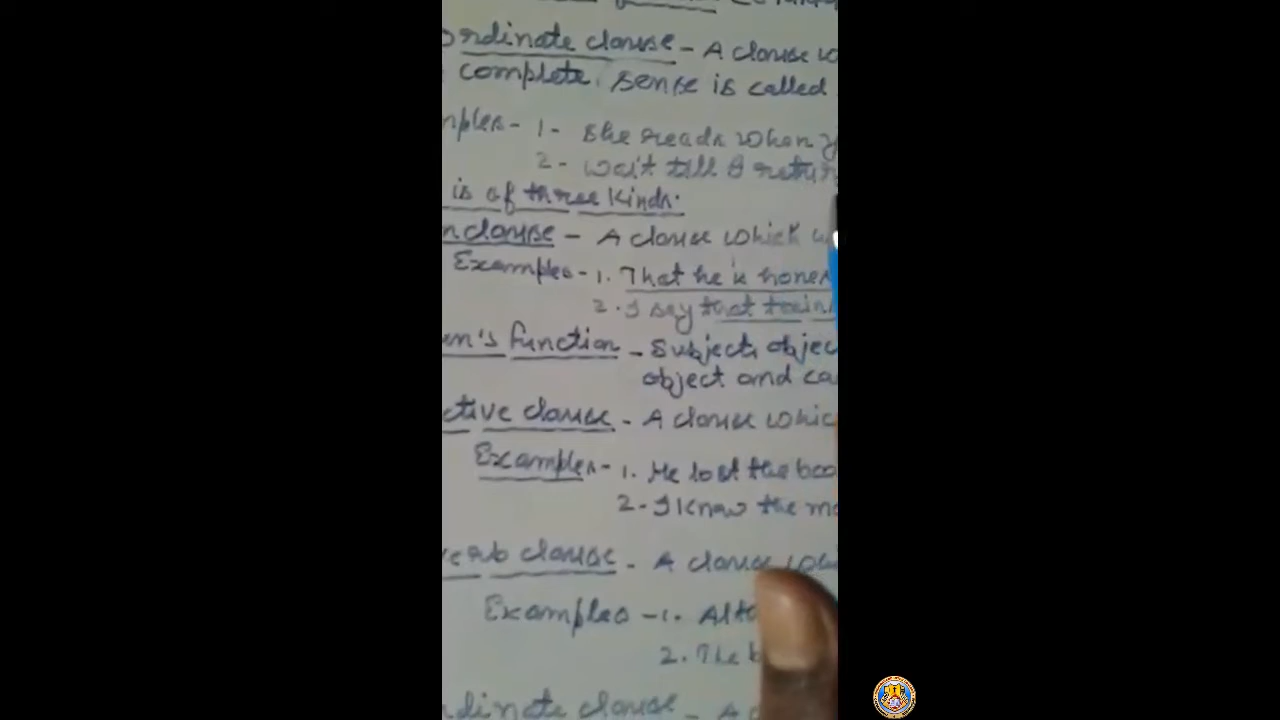 ordinate clause - A clause w
complete. sense is called
mples - 1 - She reads when y
2 - Wait till I return
is of three kinds.
n clause - A clause which w
Examples - 1. That he is hones
2. I say that
un's function - Subject, objec
object and ca
ctive clause - A clause whic
Examples - 1. He lost the boo
2 - I know the ma
verb clause - A clause whi
Examples - 1. Alt
2. The b
rdinate clause - A c